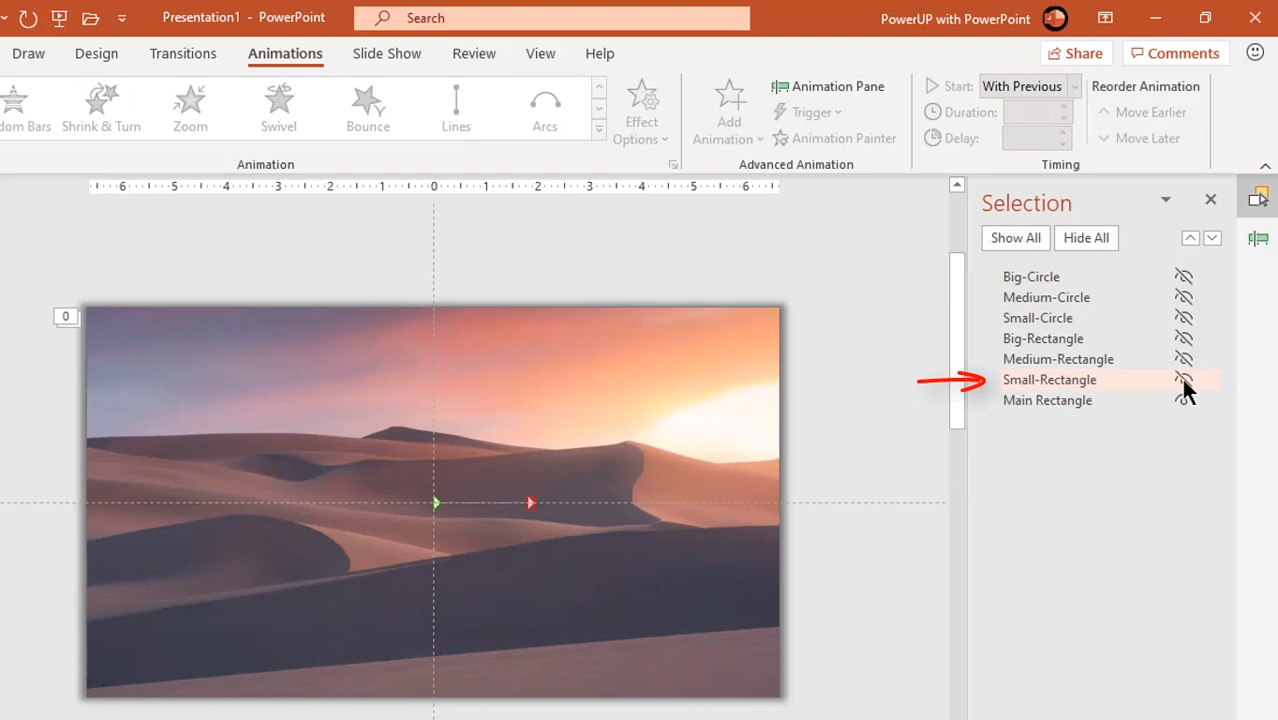 Presentation1 - PowerPoint
Search
PowerUP with PowerPoint
Draw
Design
Transitions
Animations
Slide Show
Review
View
Help
Share
Comments
dom Bars
Shrink & Turn
Zoom
Swivel
Bounce
Lines
Arcs
Effect
Options
Add
Animation
Animation Pane
Trigger
Animation Painter
Start:
With Previous
Duration:
Delay:
Reorder Animation
Move Earlier
Move Later
Animation
Advanced Animation
Timing
6 5 4 3 2 1 0 1 2 3 4 5 6
0
Selection
Show All
Hide All
Big-Circle
Medium-Circle
Small-Circle
Big-Rectangle
Medium-Rectangle
Small-Rectangle
Main Rectangle